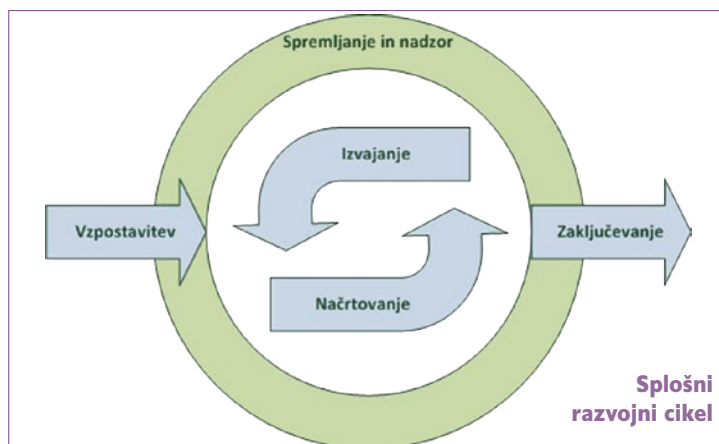 Spremljanje in nadzor
Izvajanje
Vzpostavitev
Zaključevanje
Načrtovanje
Splošni
razvojni cikel